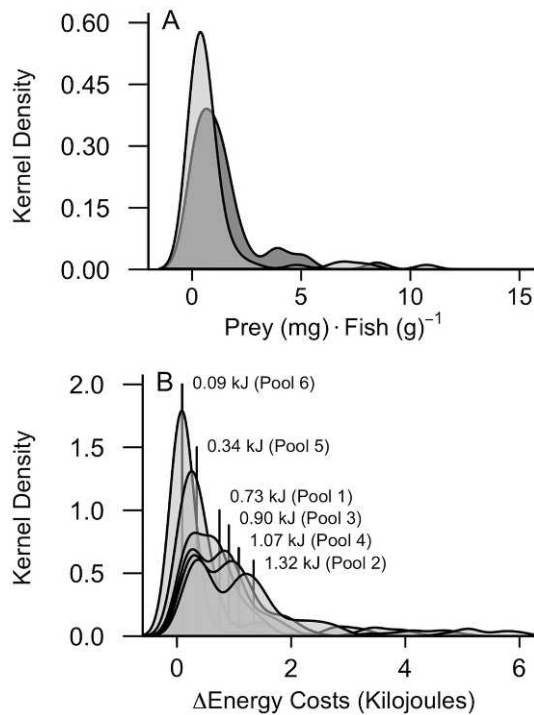 A
0.60
0.45
0.30
0.15
0.00
Kernel Density
0 5 10 15
Prey (mg) · Fish (g)⁻¹
B
2.0
1.5
1.0
0.5
0.0
Kernel Density
0.09 kJ (Pool 6)
0.34 kJ (Pool 5)
0.73 kJ (Pool 1)
0.90 kJ (Pool 3)
1.07 kJ (Pool 4)
1.32 kJ (Pool 2)
0 2 4 6
ΔEnergy Costs (Kilojoules)